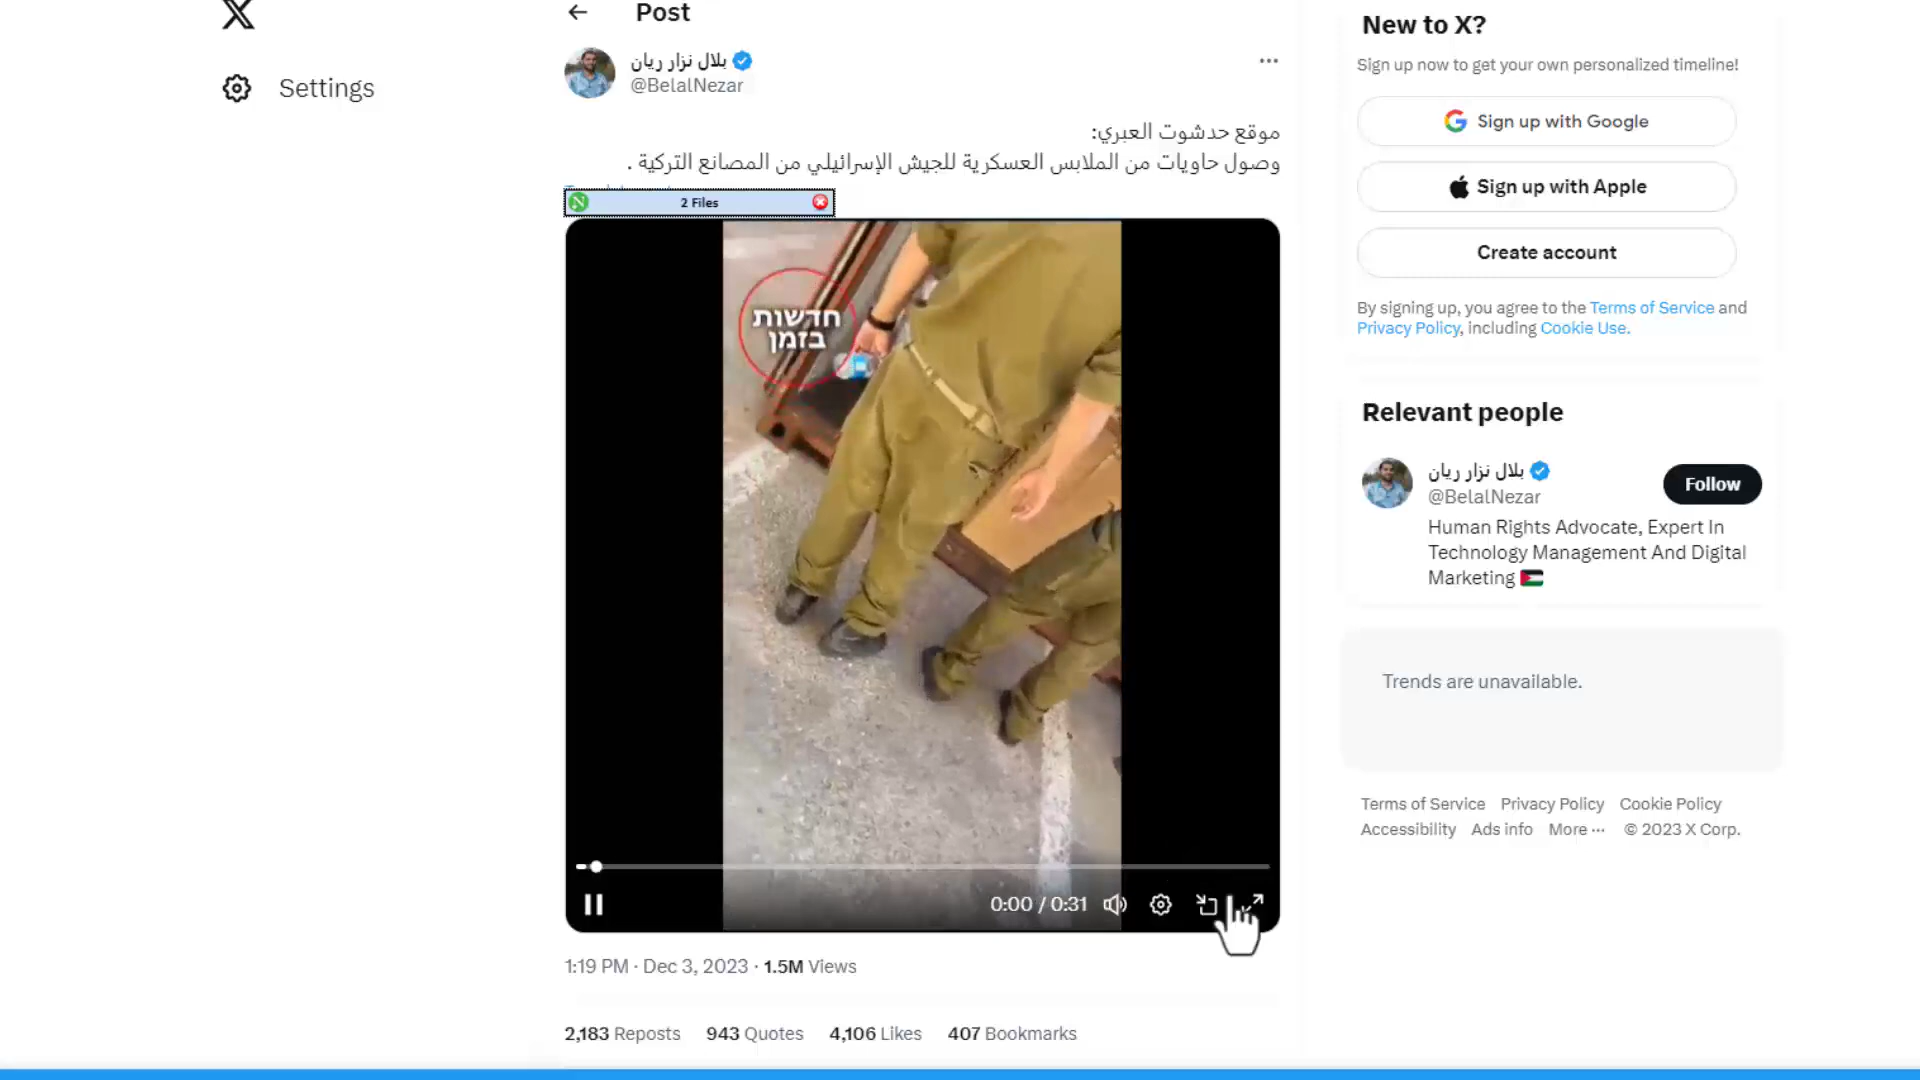 X
Post
Settings
بلال نزار ريان
@BelalNezar
موقع حدشوت العبري:
وصول حاويات من الملابس العسكرية للجيش الإسرائيلي من المصانع التركية .
2 Files
חדשות
בזמן
0:00 / 0:31
1:19 PM · Dec 3, 2023 · 1.5M Views
2,183 Reposts 943 Quotes 4,106 Likes 407 Bookmarks
New to X?
Sign up now to get your own personalized timeline!
Sign up with Google
Sign up with Apple
Create account
By signing up, you agree to the Terms of Service and
Privacy Policy, including Cookie Use.
Relevant people
بلال نزار ريان
@BelalNezar
Follow
Human Rights Advocate, Expert In
Technology Management And Digital
Marketing
Trends are unavailable.
Terms of Service Privacy Policy Cookie Policy
Accessibility Ads info More ··· © 2023 X Corp.